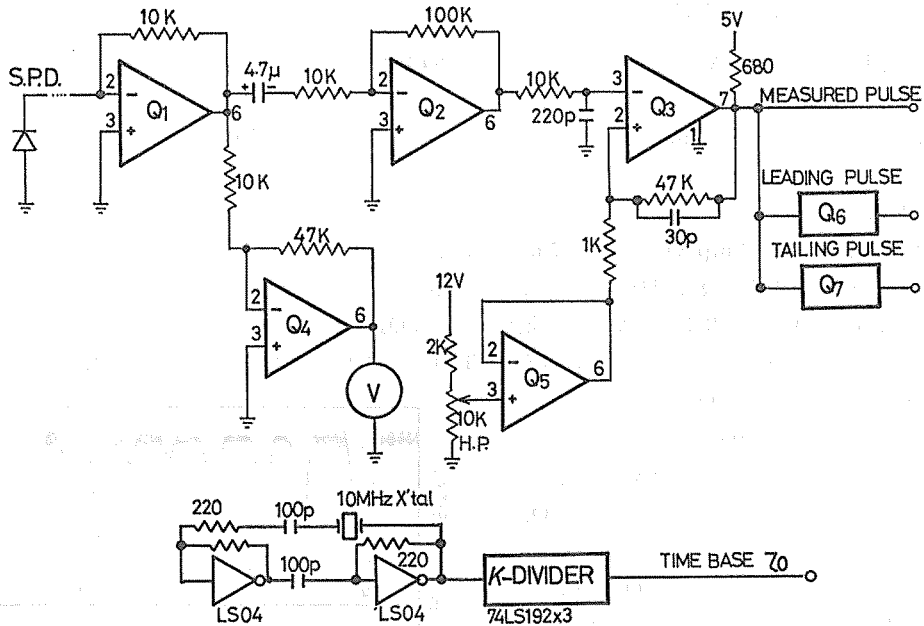 10K
100K
5V
680
S.P.D.
2
3
Q1
6
+ 4.7μ -
10K
2
3
Q2
6
10K
220p
3
2
Q3
7
1
MEASURED PULSE
47K
30p
LEADING PULSE
Q6
TAILING PULSE
Q7
10K
47K
2
3
Q4
6
V
12V
2K
10K
H.P.
1K
2
3
Q5
6
220
100p
10MHz X'tal
100p
220
LS04
LS04
K-DIVIDER
74LS192x3
TIME BASE τ0